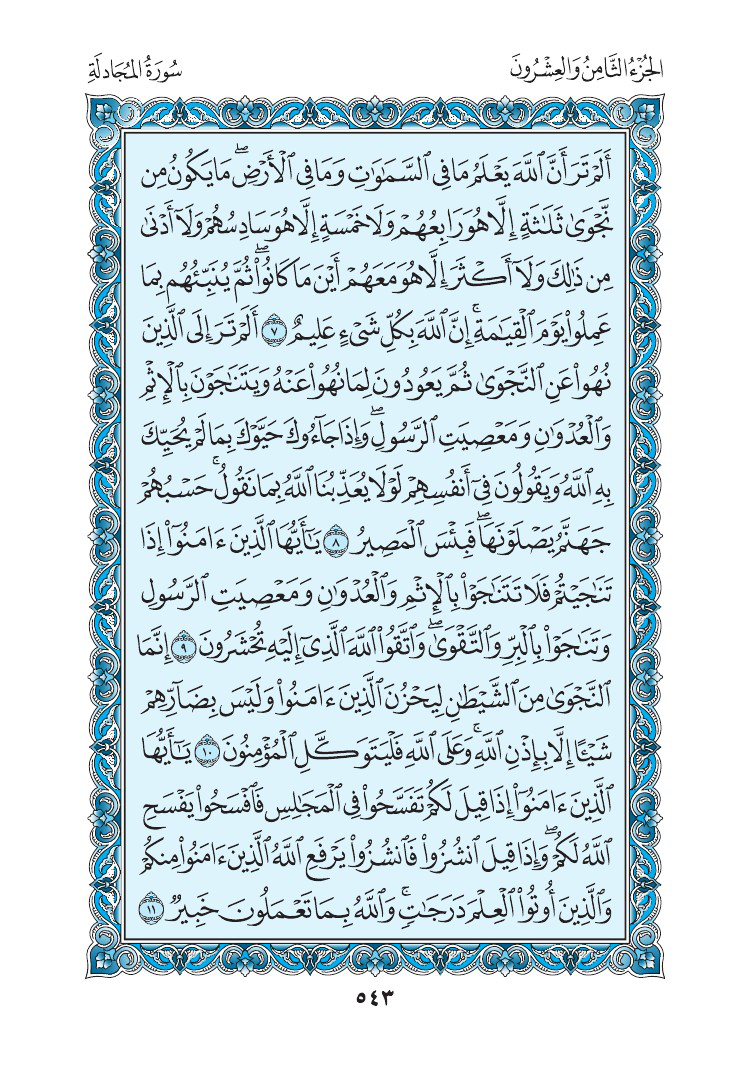 الجُزْءُ الثَّامِنُ وَالعِشْرُونَ
سُورَةُ المُجَادلَةِ
أَلَمْ تَرَ أَنَّ ٱللَّهَ يَعْلَمُ مَا فِي ٱلسَّمَٰوَٰتِ وَمَا فِي ٱلْأَرْضِۖ مَا يَكُونُ مِن
نَّجْوَىٰ ثَلَٰثَةٍ إِلَّا هُوَ رَابِعُهُمْ وَلَا خَمْسَةٍ إِلَّا هُوَ سَادِسُهُمْ وَلَآ أَدْنَىٰ
مِن ذَٰلِكَ وَلَآ أَكْثَرَ إِلَّا هُوَ مَعَهُمْ أَيْنَ مَا كَانُوا۟ۖ ثُمَّ يُنَبِّئُهُم بِمَا
عَمِلُوا۟ يَوْمَ ٱلْقِيَٰمَةِۚ إِنَّ ٱللَّهَ بِكُلِّ شَىْءٍ عَلِيمٌ ٧ أَلَمْ تَرَ إِلَى ٱلَّذِينَ
نُهُوا۟ عَنِ ٱلنَّجْوَىٰ ثُمَّ يَعُودُونَ لِمَا نُهُوا۟ عَنْهُ وَيَتَنَٰجَوْنَ بِٱلْإِثْمِ
وَٱلْعُدْوَٰنِ وَمَعْصِيَتِ ٱلرَّسُولِۖ وَإِذَا جَآءُوكَ حَيَّوْكَ بِمَا لَمْ يُحَيِّكَ
بِهِ ٱللَّهُ وَيَقُولُونَ فِىٓ أَنفُسِهِمْ لَوْلَا يُعَذِّبُنَا ٱللَّهُ بِمَا نَقُولُۚ حَسْبُهُمْ
جَهَنَّمُ يَصْلَوْنَهَاۖ فَبِئْسَ ٱلْمَصِيرُ ٨ يَٰٓأَيُّهَا ٱلَّذِينَ ءَامَنُوٓا۟ إِذَا
تَنَٰجَيْتُمْ فَلَا تَتَنَٰجَوْا۟ بِٱلْإِثْمِ وَٱلْعُدْوَٰنِ وَمَعْصِيَتِ ٱلرَّسُولِ
وَتَنَٰجَوْا۟ بِٱلْبِرِّ وَٱلتَّقْوَىٰۖ وَٱتَّقُوا۟ ٱللَّهَ ٱلَّذِىٓ إِلَيْهِ تُحْشَرُونَ ٩ إِنَّمَا
ٱلنَّجْوَىٰ مِنَ ٱلشَّيْطَٰنِ لِيَحْزُنَ ٱلَّذِينَ ءَامَنُوا۟ وَلَيْسَ بِضَآرِّهِمْ
شَيْـًٔا إِلَّا بِإِذْنِ ٱللَّهِۚ وَعَلَى ٱللَّهِ فَلْيَتَوَكَّلِ ٱلْمُؤْمِنُونَ ١٠ يَٰٓأَيُّهَا
ٱلَّذِينَ ءَامَنُوٓا۟ إِذَا قِيلَ لَكُمْ تَفَسَّحُوا۟ فِى ٱلْمَجَٰلِسِ فَٱفْسَحُوا۟ يَفْسَحِ
ٱللَّهُ لَكُمْۖ وَإِذَا قِيلَ ٱنشُزُوا۟ فَٱنشُزُوا۟ يَرْفَعِ ٱللَّهُ ٱلَّذِينَ ءَامَنُوا۟ مِنكُمْ
وَٱلَّذِينَ أُوتُوا۟ ٱلْعِلْمَ دَرَجَٰتٍۚ وَٱللَّهُ بِمَا تَعْمَلُونَ خَبِيرٌ ١١
٥٤٣